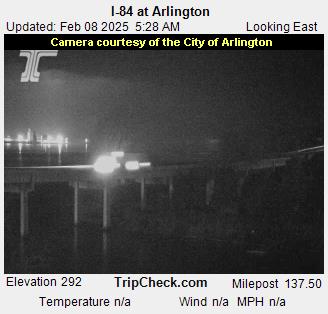 I-84 at Arlington
Updated: Feb 08 2025 5:28 AM Looking East
Camera courtesy of the City of Arlington
Elevation 292 TripCheck.com Milepost 137.50
Temperature n/a Wind n/a MPH n/a